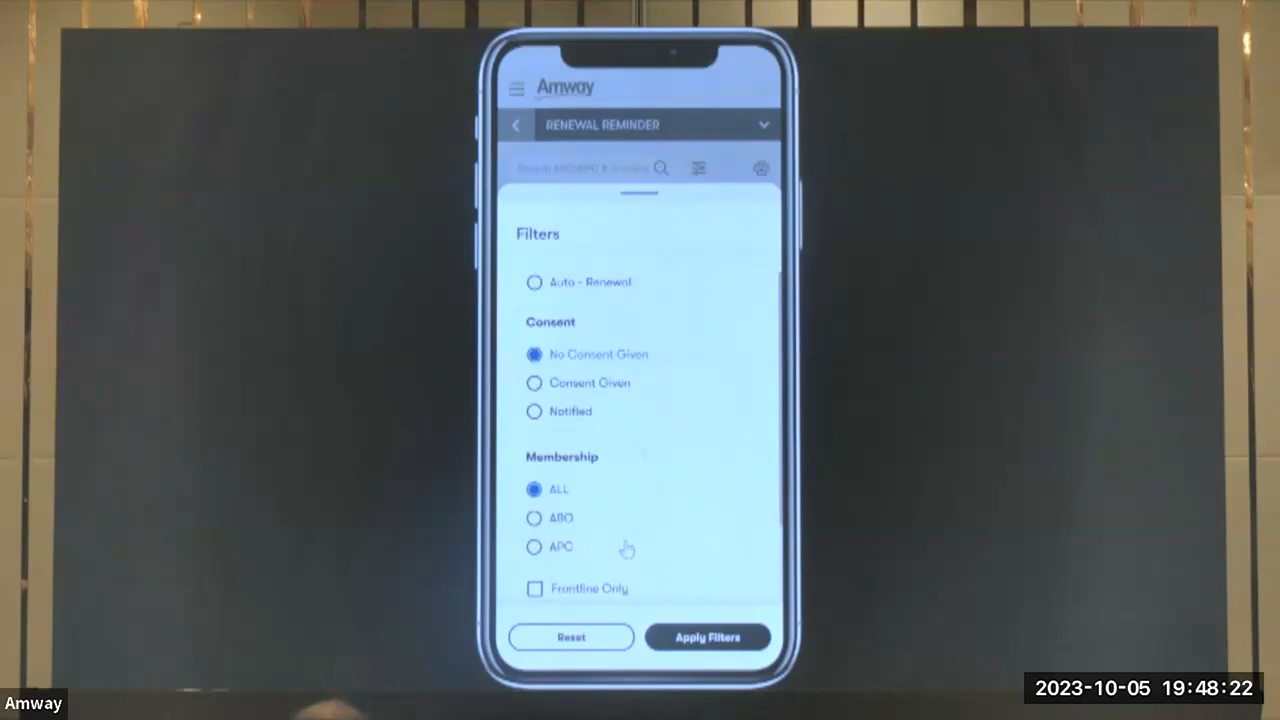 Amway
RENEWAL REMINDER
Filters
Auto - Renewal
Consent
No Consent Given
Consent Given
Notified
Membership
ALL
ABO
APC
Frontline Only
Reset
Apply Filters
Amway
2023-10-05 19:48:22